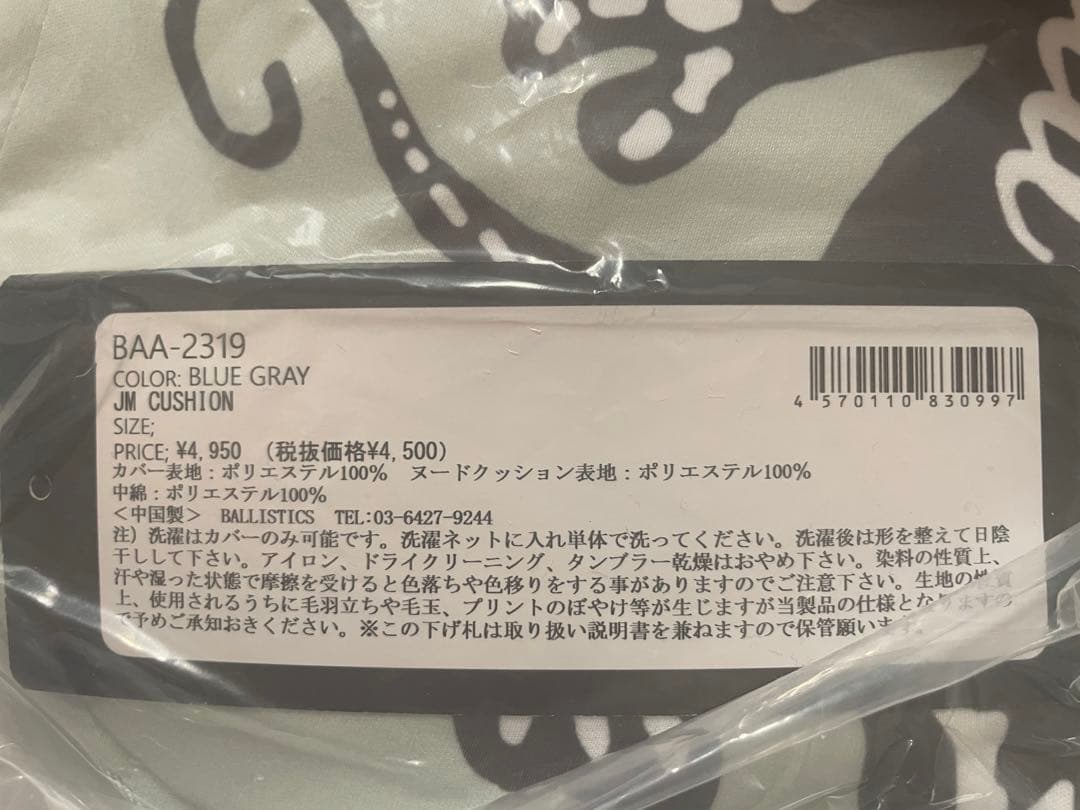 BAA-2319
COLOR: BLUE GRAY
JM CUSHION
SIZE;
PRICE; ¥4,950 （税抜価格¥4,500）
カバー表地：ポリエステル100%　ヌードクッション表地：ポリエステル100%
中綿：ポリエステル100%
＜中国製＞ BALLISTICS TEL:03-6427-9244
注）洗濯はカバーのみ可能です。洗濯ネットに入れ単体で洗ってください。洗濯後は形を整えて日陰
干しして下さい。アイロン、ドライクリーニング、タンブラー乾燥はおやめ下さい。染料の性質上、
汗や湿った状態で摩擦を受けると色落ちや色移りをする事がありますのでご注意下さい。生地の性質
上、使用されるうちに毛羽立ちや毛玉、プリントのぼやけ等が生じますが当製品の仕様となりますの
で予めご承知おきください。※この下げ札は取り扱い説明書を兼ねますので保管願います。
4 570110 830997